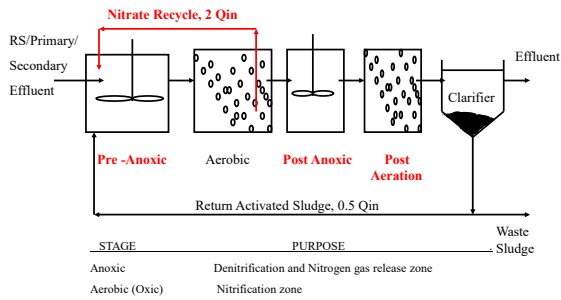 Nitrate Recycle, 2 Qin
RS/Primary/
Secondary
Effluent
Effluent
Clarifier
Pre -Anoxic
Aerobic
Post Anoxic
Post
Aeration
Return Activated Sludge, 0.5 Qin
Waste
Sludge
STAGE PURPOSE
Anoxic Denitrification and Nitrogen gas release zone
Aerobic (Oxic) Nitrification zone